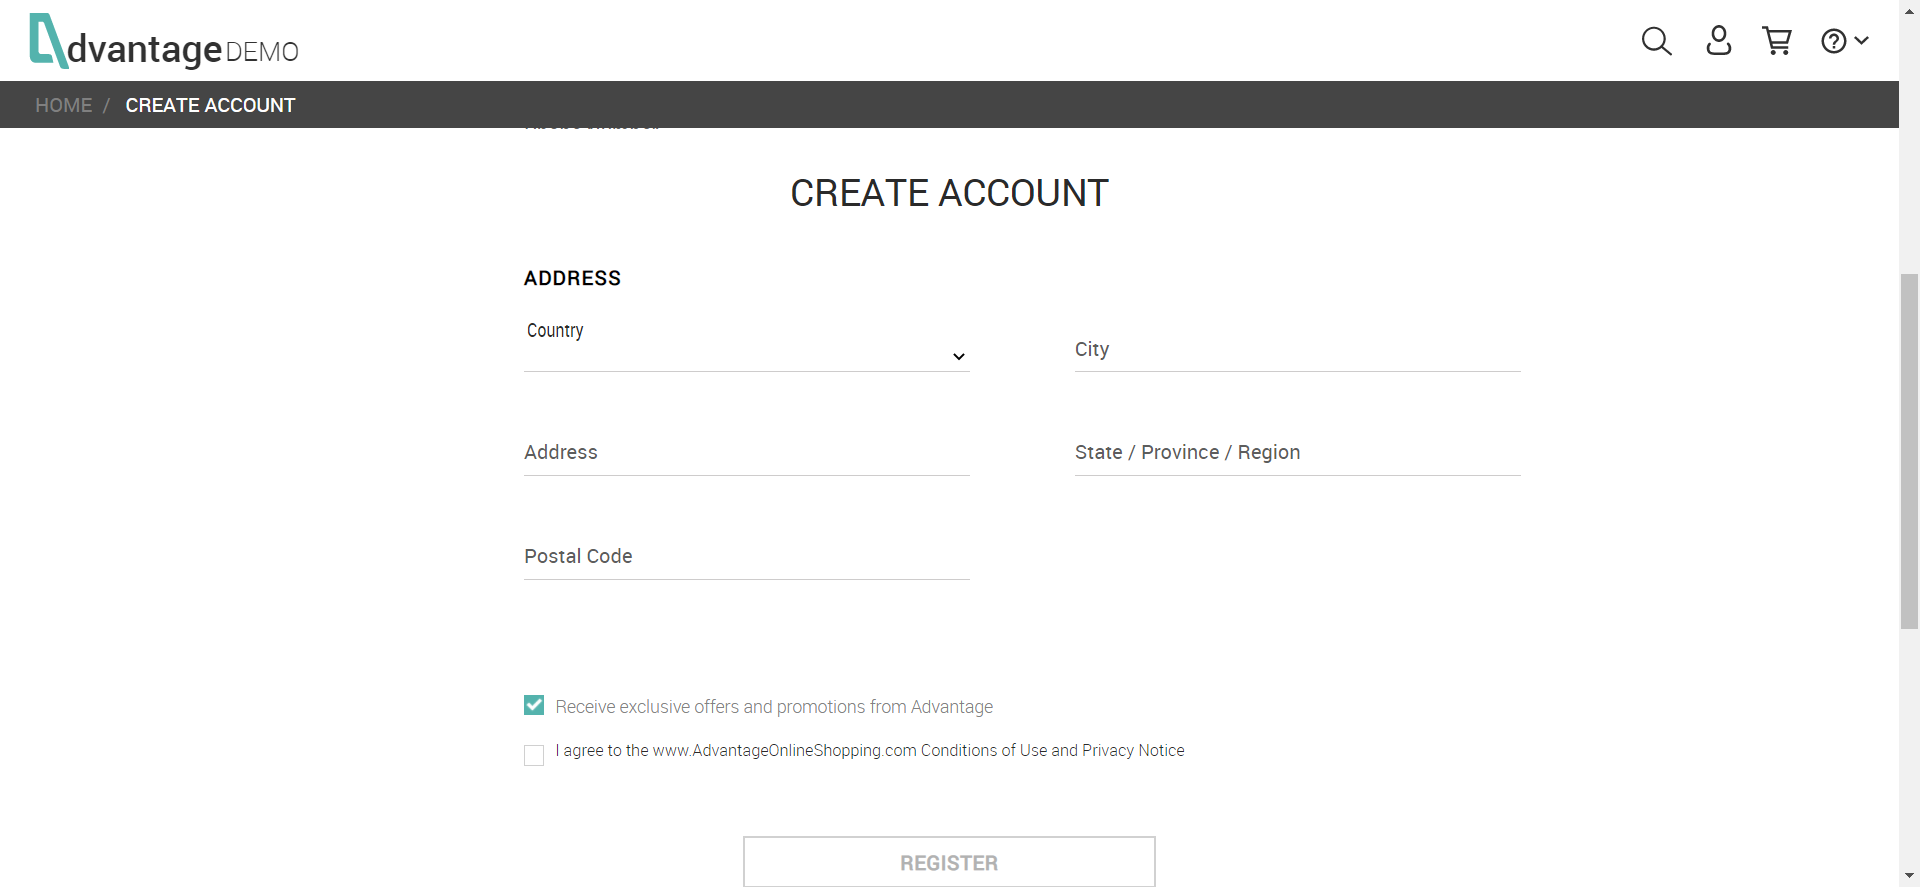 dvantage DEMO
HOME / CREATE ACCOUNT
CREATE ACCOUNT
ADDRESS
Country
City
Address
State / Province / Region
Postal Code
Receive exclusive offers and promotions from Advantage
I agree to the www.AdvantageOnlineShopping.com Conditions of Use and Privacy Notice
REGISTER